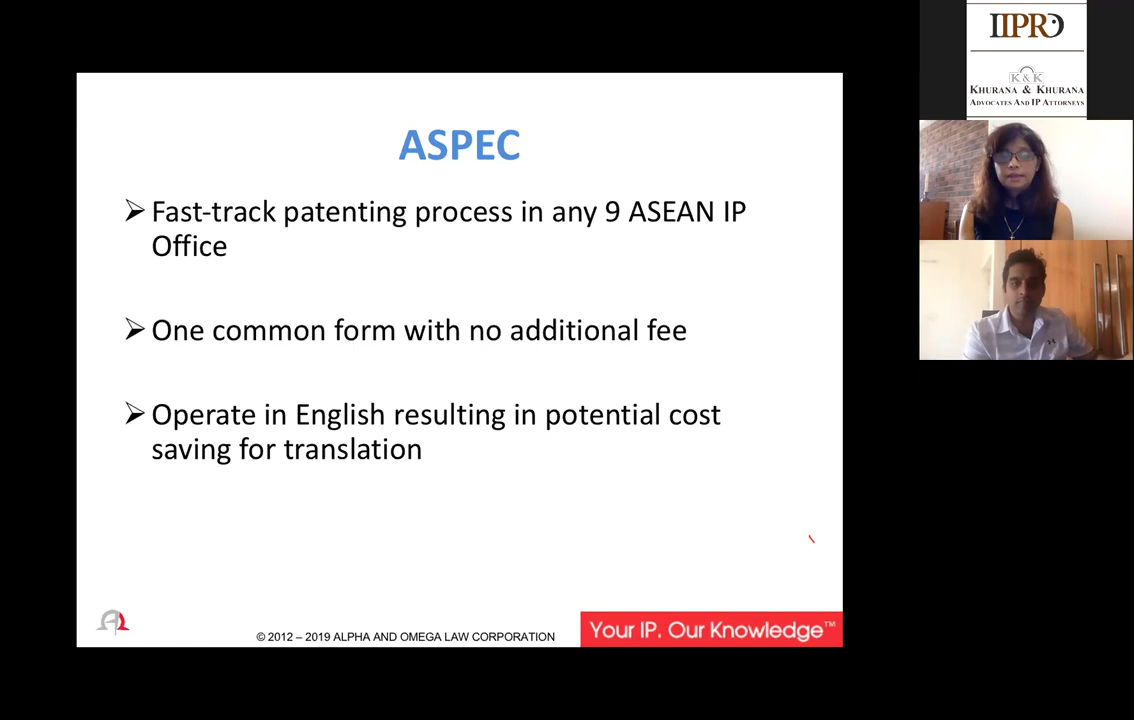 ASPEC
Fast-track patenting process in any 9 ASEAN IP
Office
One common form with no additional fee
Operate in English resulting in potential cost
saving for translation
© 2012 – 2019 ALPHA AND OMEGA LAW CORPORATION
Your IP. Our Knowledge™
IIPRD
K & K
KHURANA & KHURANA
ADVOCATES AND IP ATTORNEYS